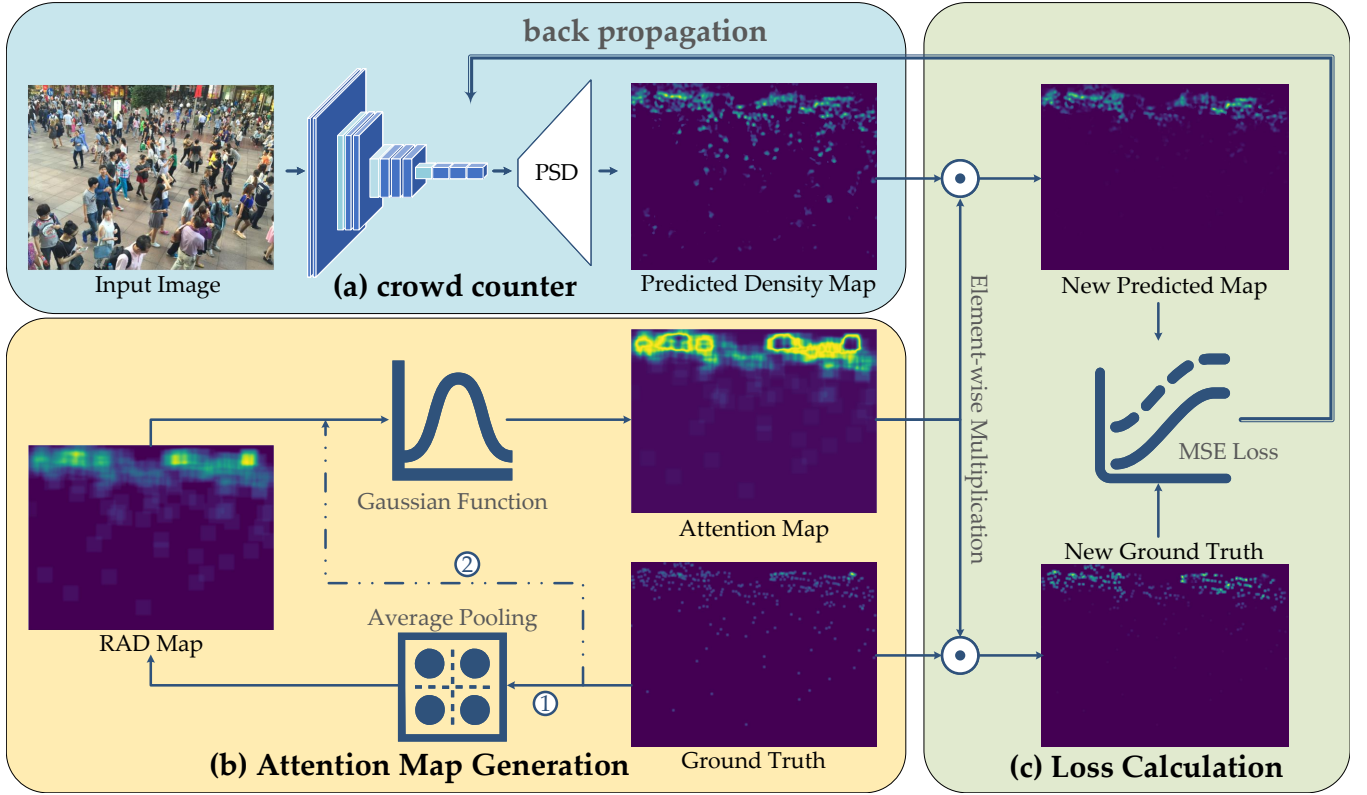 back propagation
PSD
Input Image
(a) crowd counter
Predicted Density Map
Element-wise Multiplication
New Predicted Map
MSE Loss
New Ground Truth
Gaussian Function
Attention Map
RAD Map
②
Average Pooling
①
Ground Truth
(b) Attention Map Generation
(c) Loss Calculation